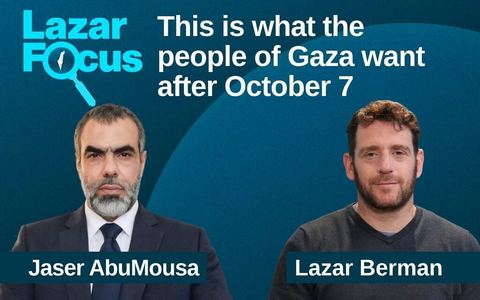 Lazar
Focus
This is what the
people of Gaza want
after October 7
Jaser AbuMousa
Lazar Berman